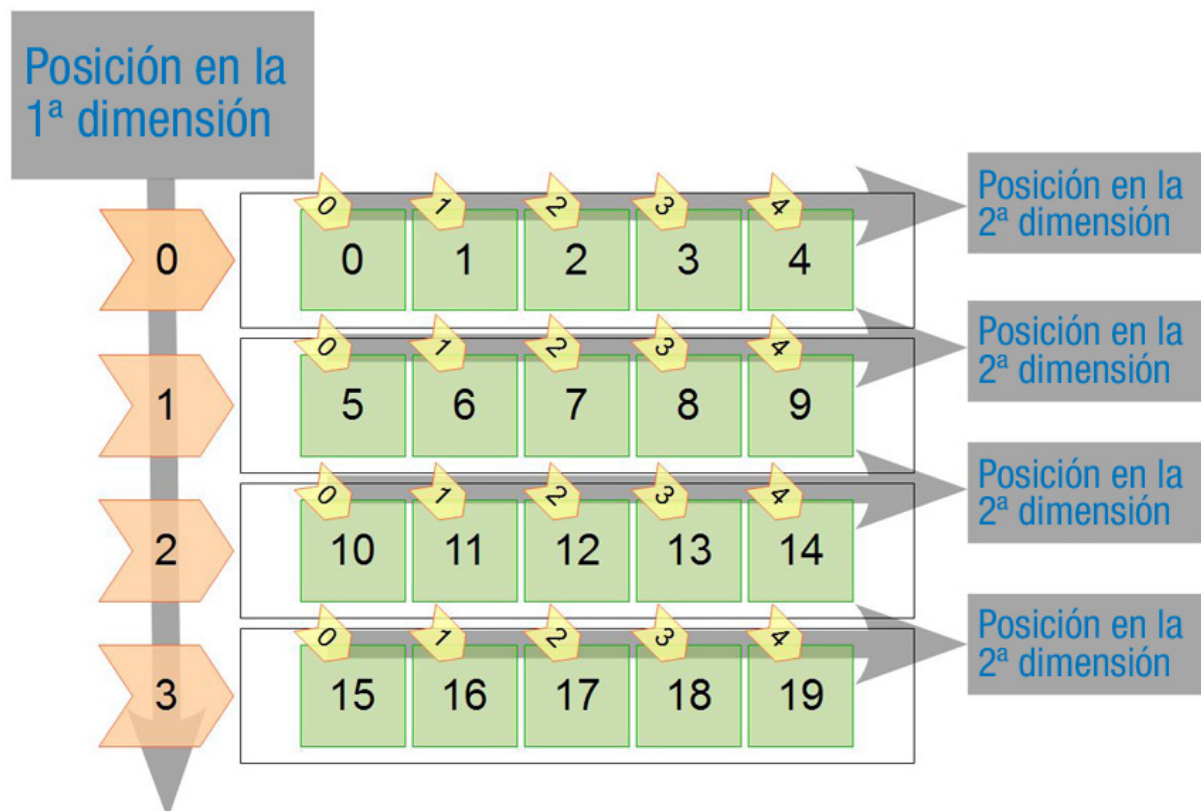 Posición en la
1ª dimensión
0 1 2 3 4
Posición en la
2ª dimensión
0 0 1 2 3 4
0 1 2 3 4
Posición en la
2ª dimensión
1 5 6 7 8 9
0 1 2 3 4
Posición en la
2ª dimensión
2 10 11 12 13 14
0 1 2 3 4
Posición en la
2ª dimensión
3 15 16 17 18 19